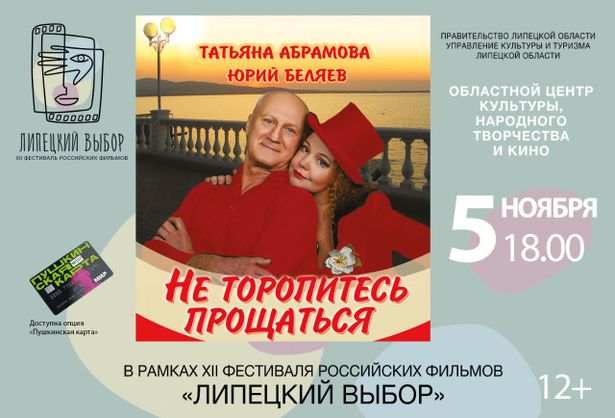 ЛИПЕЦКИЙ ВЫБОР
XII ФЕСТИВАЛЬ РОССИЙСКИХ ФИЛЬМОВ
ТАТЬЯНА АБРАМОВА
ЮРИЙ БЕЛЯЕВ
НЕ ТОРОПИТЕСЬ
ПРОЩАТЬСЯ
ПРАВИТЕЛЬСТВО ЛИПЕЦКОЙ ОБЛАСТИ
УПРАВЛЕНИЕ КУЛЬТУРЫ И ТУРИЗМА
ЛИПЕЦКОЙ ОБЛАСТИ
ОБЛАСТНОЙ ЦЕНТР
КУЛЬТУРЫ,
НАРОДНОГО
ТВОРЧЕСТВА
И КИНО
5 НОЯБРЯ
18.00
ПУШКИН
СКАЯ
КАРТА
МИР
Доступна опция
«Пушкинская карта»
В РАМКАХ XII ФЕСТИВАЛЯ РОССИЙСКИХ ФИЛЬМОВ
«ЛИПЕЦКИЙ ВЫБОР»
12+